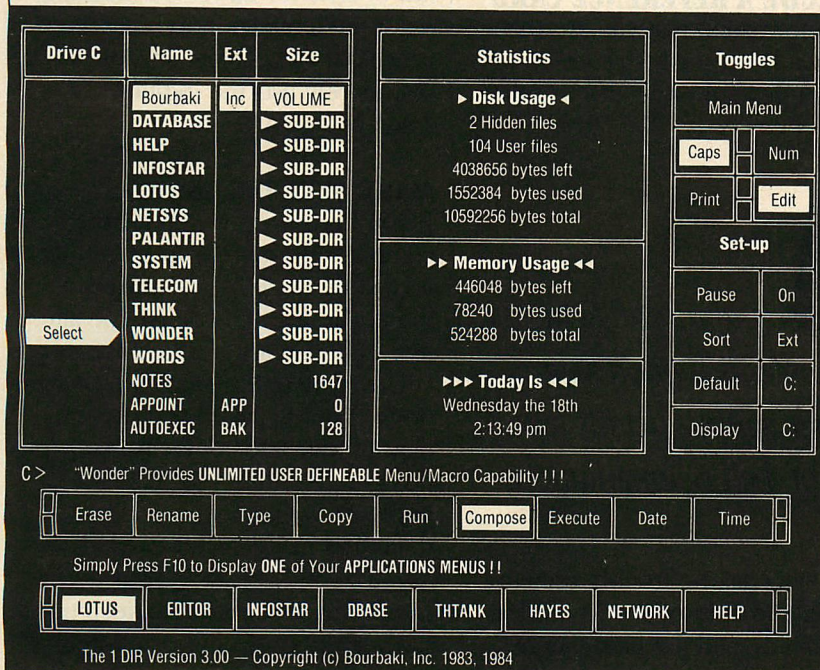 Drive C Name Ext Size
Bourbaki Inc VOLUME
DATABASE ► SUB-DIR
HELP ► SUB-DIR
INFOSTAR ► SUB-DIR
LOTUS ► SUB-DIR
NETSYS ► SUB-DIR
PALANTIR ► SUB-DIR
SYSTEM ► SUB-DIR
TELECOM ► SUB-DIR
THINK ► SUB-DIR
Select WONDER ► SUB-DIR
WORDS ► SUB-DIR
NOTES 1647
APPOINT APP 0
AUTOEXEC BAK 128
Statistics
► Disk Usage ◄
2 Hidden files
104 User files
4038656 bytes left
1552384 bytes used
10592256 bytes total
►► Memory Usage ◄◄
446048 bytes left
78240 bytes used
524288 bytes total
►►► Today Is ◄◄◄
Wednesday the 18th
2:13:49 pm
Toggles
Main Menu
Caps Num
Print Edit
Set-up
Pause On
Sort Ext
Default C:
Display C:
C > "Wonder" Provides UNLIMITED USER DEFINEABLE Menu/Macro Capability ! ! !
Erase Rename Type Copy Run Compose Execute Date Time
Simply Press F10 to Display ONE of Your APPLICATIONS MENUS ! !
LOTUS EDITOR INFOSTAR DBASE THTANK HAYES NETWORK HELP
The 1 DIR Version 3.00 — Copyright (c) Bourbaki, Inc. 1983, 1984